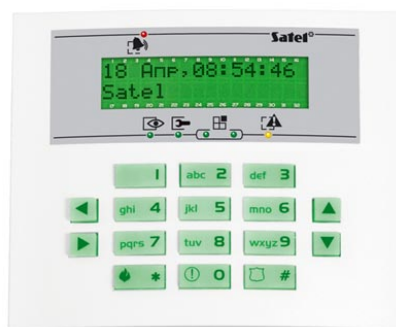 Satel®
18 Апр,08:54:46
Satel
1
abc 2
def 3
ghi 4
jkl 5
mno 6
pqrs 7
tuv 8
wxyz 9
*
0
#